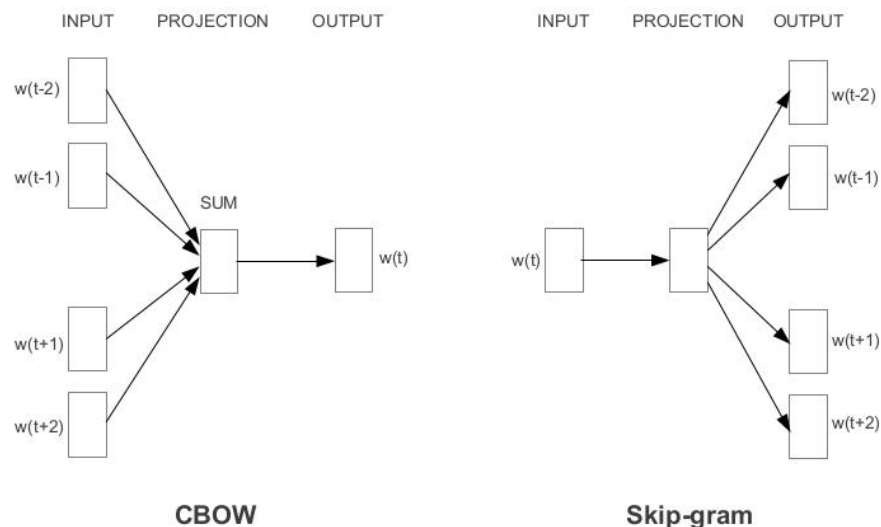 INPUT PROJECTION OUTPUT
w(t-2)
w(t-1)
SUM
w(t)
w(t+1)
w(t+2)
CBOW
INPUT PROJECTION OUTPUT
w(t-2)
w(t-1)
w(t)
w(t+1)
w(t+2)
Skip-gram